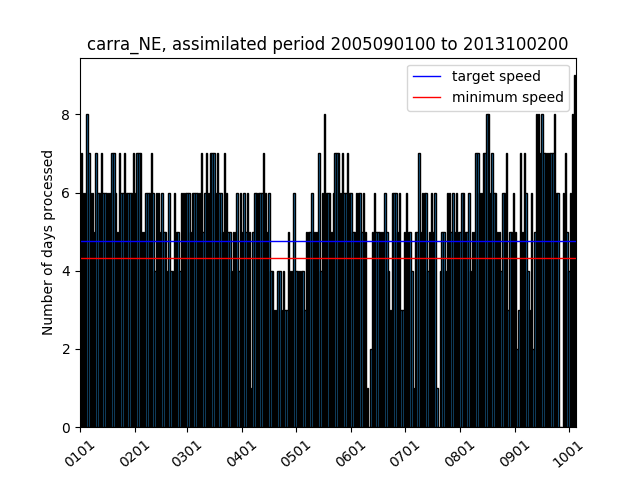 carra_NE, assimilated period 2005090100 to 2013100200
target speed
minimum speed
Number of days processed
8
6
4
2
0
0101 0201 0301 0401 0501 0601 0701 0801 0901 1001